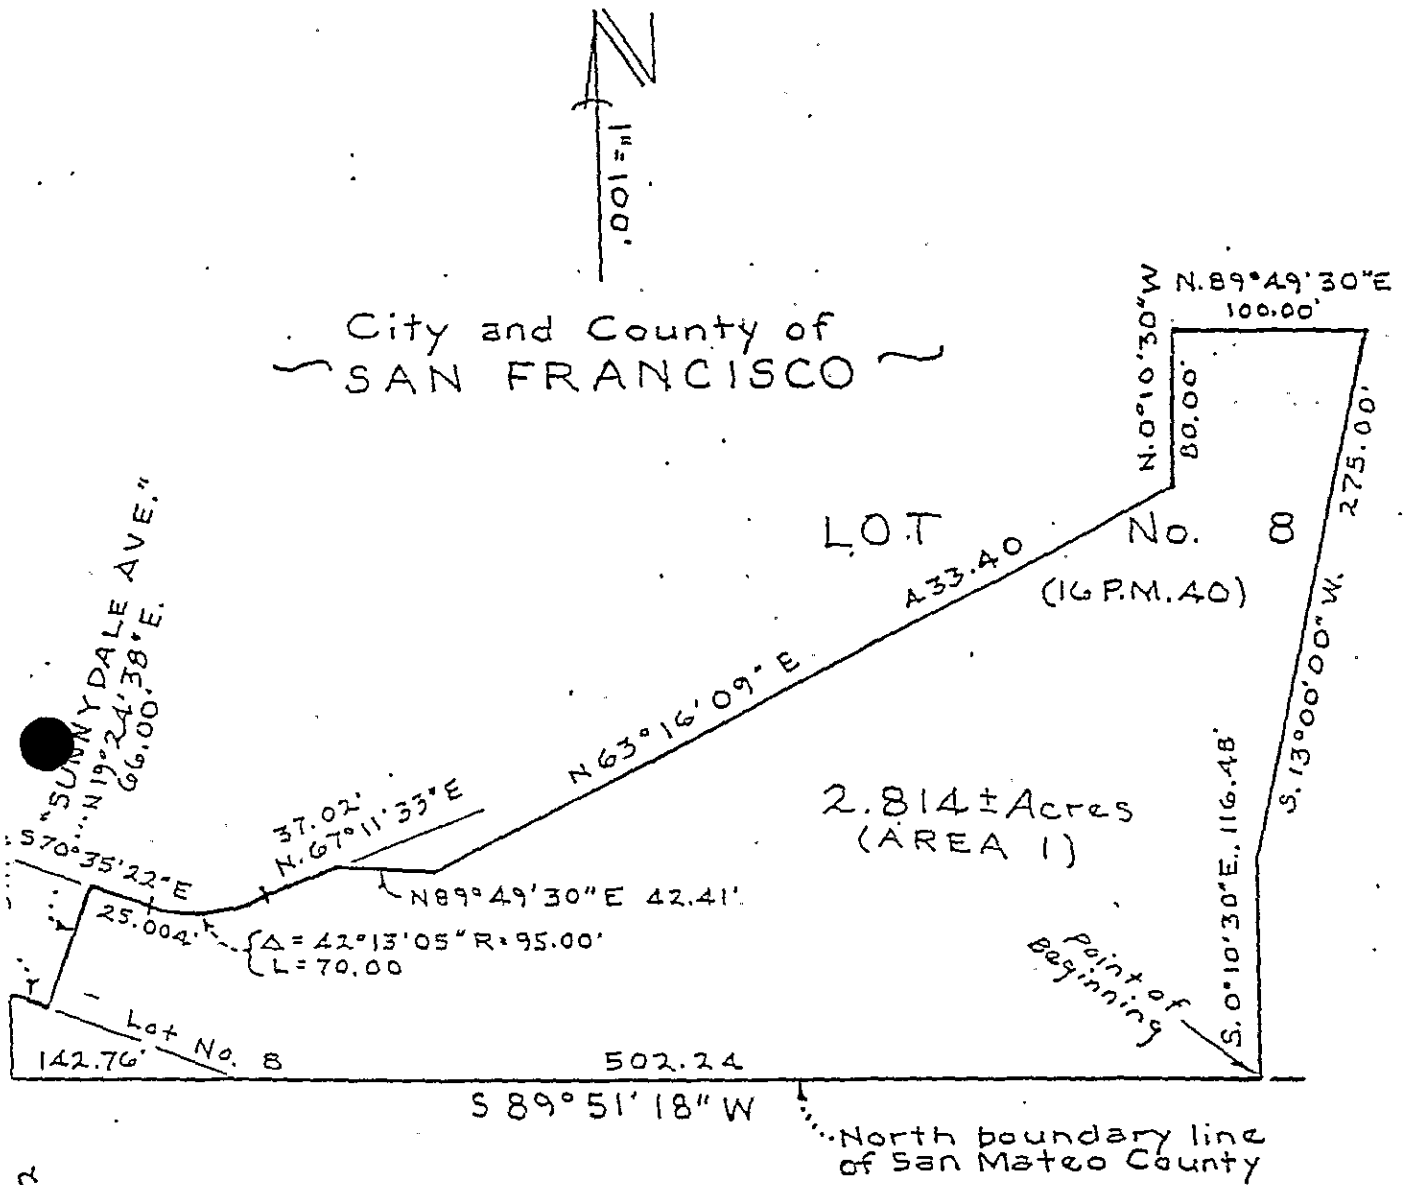 N
1"=100'
City and County of
SAN FRANCISCO
N.89°49'30"E
100.00'
N.0°10'30"W
80.00'
275.00'
S.13°00'00"W.
LOT No. 8
(16 P.M. 40)
433.40
N63°16'09"E
"SUNNYDALE AVE."
N19°24'38"E.
66.00'
37.02'
N.67°11'33"E
2.814±Acres
(AREA 1)
S70°35'22"E
25.004'
N89°49'30"E 42.41'
Δ=42°13'05" R=95.00'
L=70.00
S.0°10'30"E. 116.48'
Point of
Beginning
Lot No. 8
142.76'
502.24
S 89°51'18" W
North boundary line
of San Mateo County